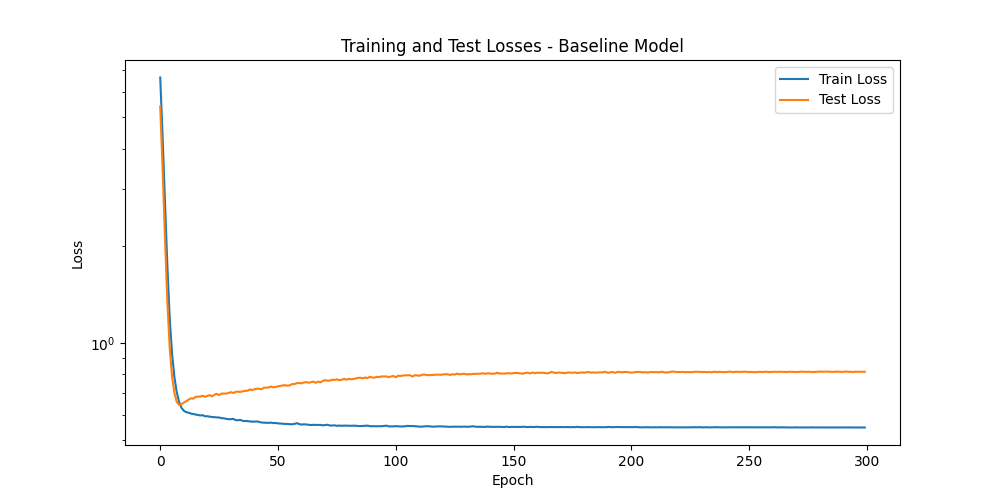 Training and Test Losses - Baseline Model
Train Loss
Test Loss
Loss
10⁰
0 50 100 150 200 250 300
Epoch